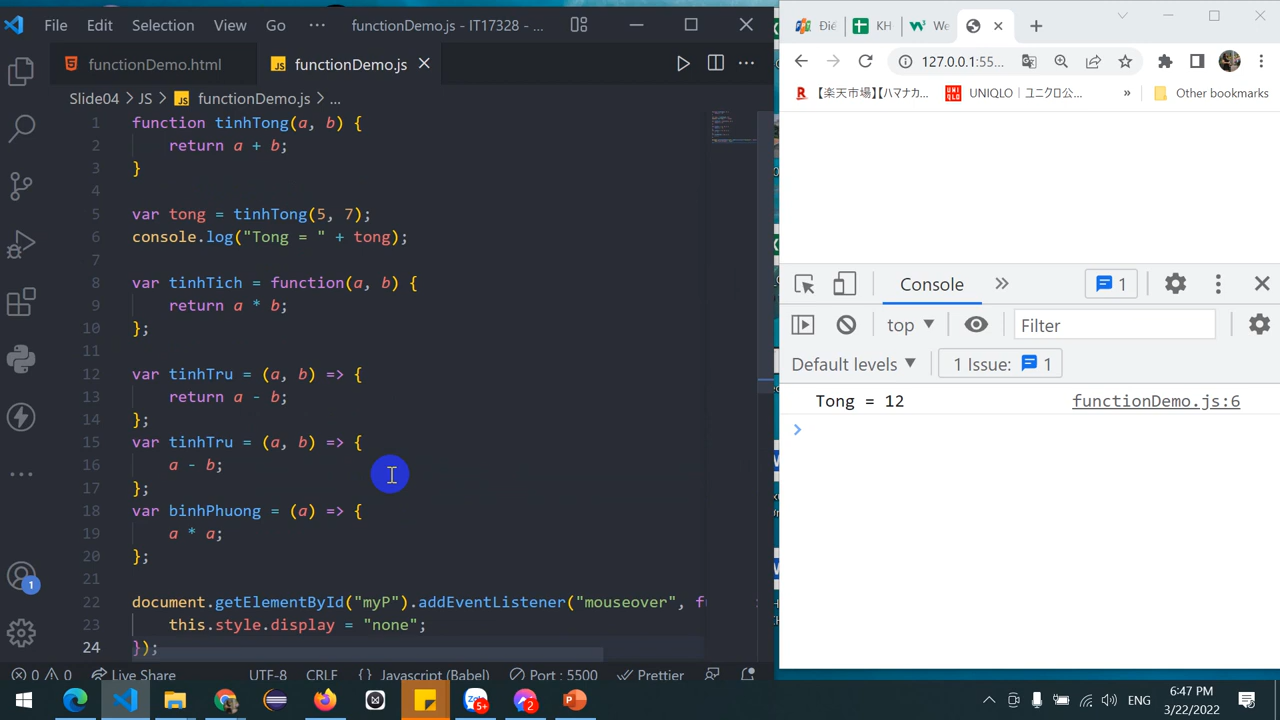 File Edit Selection View Go ··· functionDemo.js - IT17328 - ...
functionDemo.html functionDemo.js
Slide04 > JS > functionDemo.js > ...
1 function tinhTong(a, b) {
2 return a + b;
3 }
4
5 var tong = tinhTong(5, 7);
6 console.log("Tong = " + tong);
7
8 var tinhTich = function(a, b) {
9 return a * b;
10 };
11
12 var tinhTru = (a, b) => {
13 return a - b;
14 };
15 var tinhTru = (a, b) => {
16 a - b;
17 };
18 var binhPhuong = (a) => {
19 a * a;
20 };
21
22 document.getElementById("myP").addEventListener("mouseover", f
23 this.style.display = "none";
24 });
1
0 0 Live Share UTF-8 CRLF {} Javascript (Babel) Port : 5500 Prettier
Điề KH We
127.0.0.1:55...
【楽天市場】【ハマナカ... UNIQLO｜ユニクロ公... » Other bookmarks
Console » 1
top Filter
Default levels 1 Issue: 1
Tong = 12 functionDemo.js:6
>
5+ 2 ENG 6:47 PM
3/22/2022